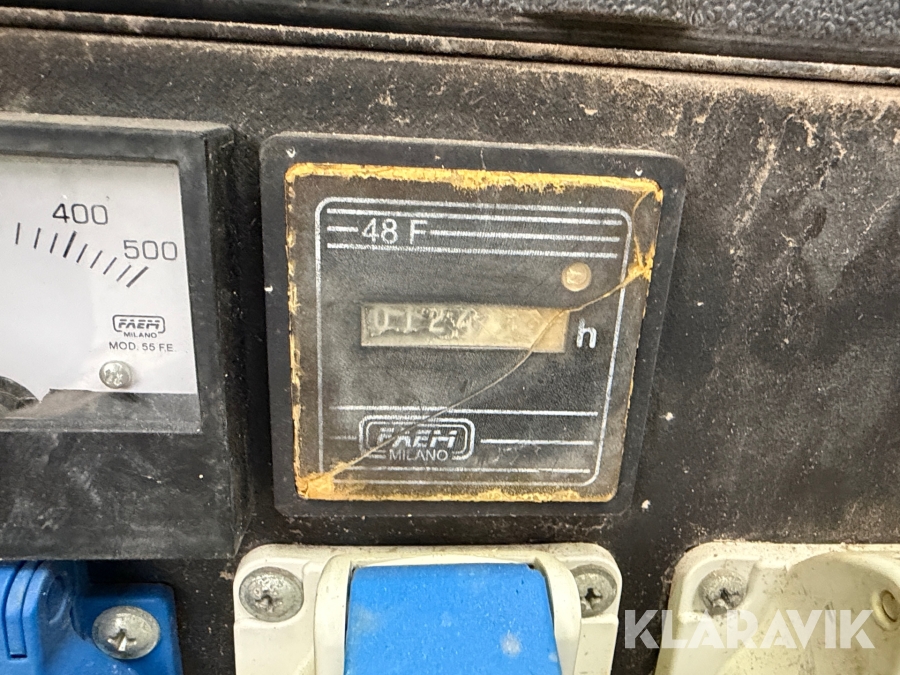 400
500
FAEM
MILANO
MOD. 55 F.E.
48 F
h
FAEM
MILANO
KLARAVIK